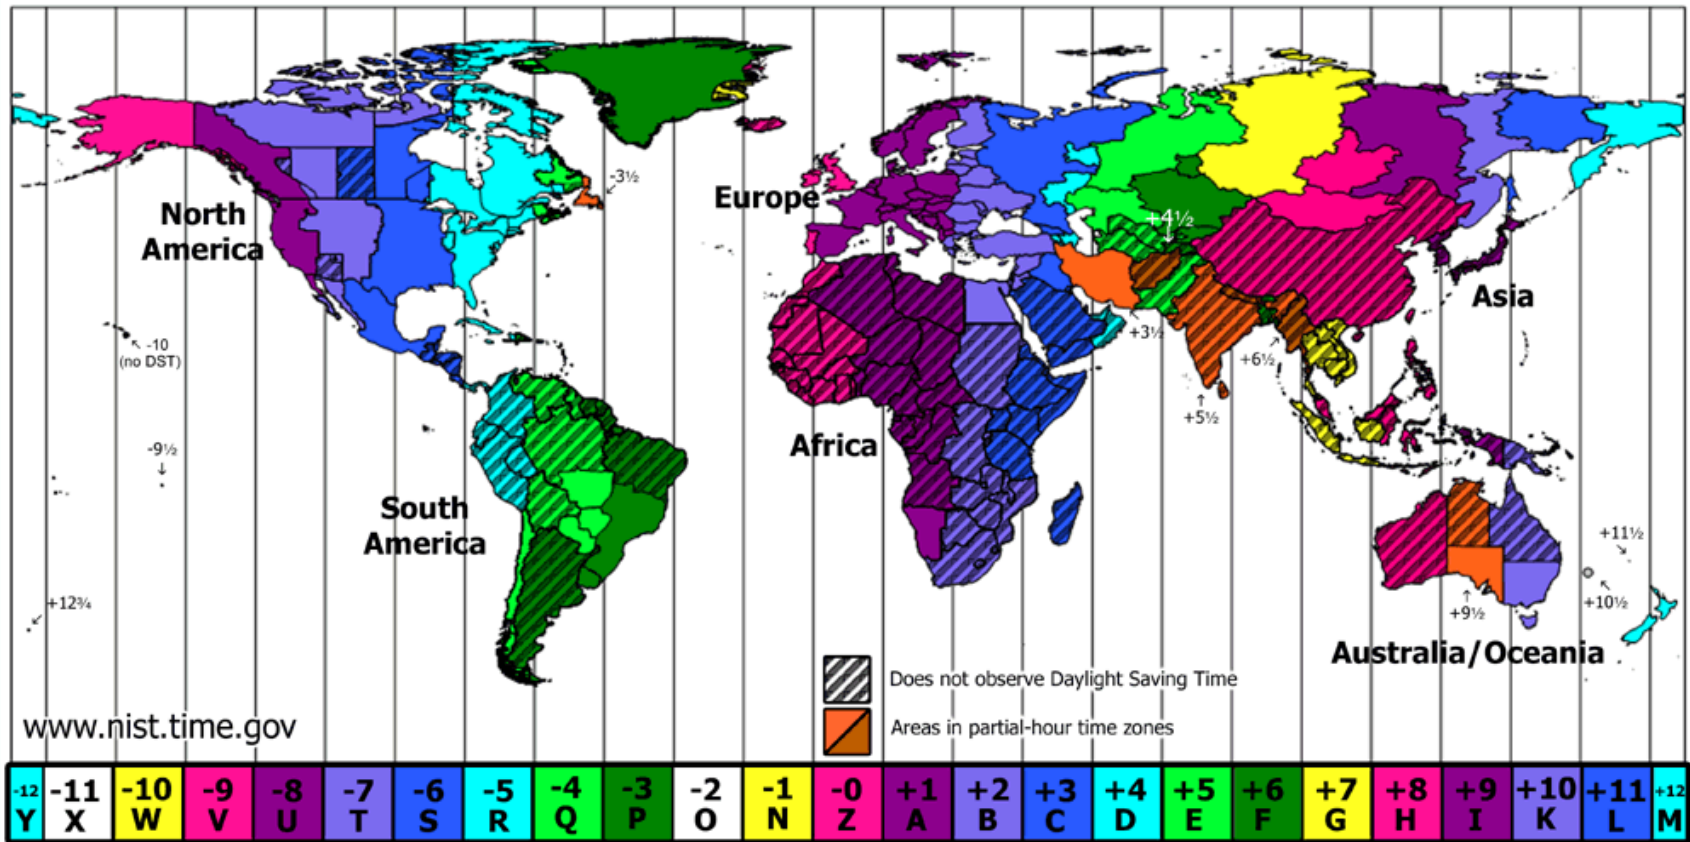 -3½
Europe
North
America
+4½
Asia
-10
(no DST)
+3½
+6½
+5½
-9½
Africa
South
America
+11½
+12¾
+10½
+9½
Australia/Oceania
Does not observe Daylight Saving Time
www.nist.time.gov
Areas in partial-hour time zones
-12 -11 -10 -9 -8 -7 -6 -5 -4 -3 -2 -1 -0 +1 +2 +3 +4 +5 +6 +7 +8 +9 +10 +11 +12
Y X W V U T S R Q P O N Z A B C D E F G H I K L M